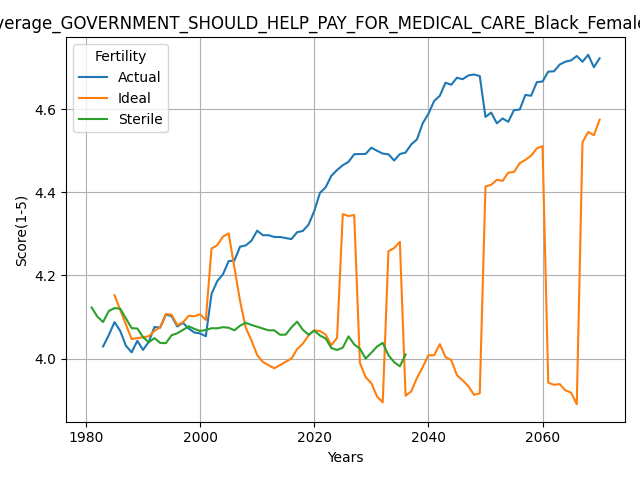 verage_GOVERNMENT_SHOULD_HELP_PAY_FOR_MEDICAL_CARE_Black_Female
Fertility
Actual
Ideal
Sterile
4.6
4.4
4.2
4.0
Score(1-5)
1980 2000 2020 2040 2060
Years